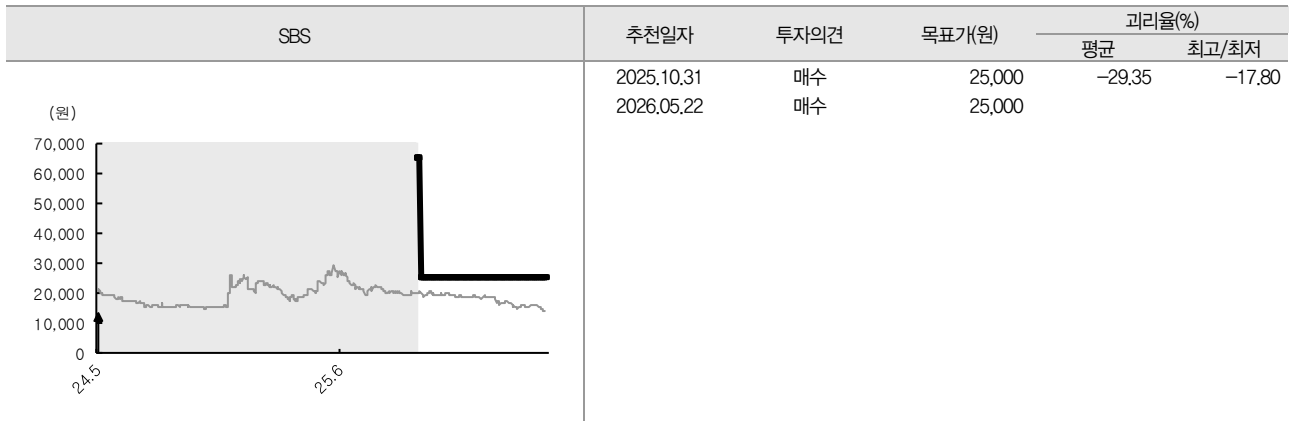 SBS
추천일자 투자의견 목표가(원) 괴리율(%)
평균 최고/최저
2025.10.31 매수 25,000 -29.35 -17.80
2026.05.22 매수 25,000
(원)
70,000
60,000
50,000
40,000
30,000
20,000
10,000
0
24.5 25.6